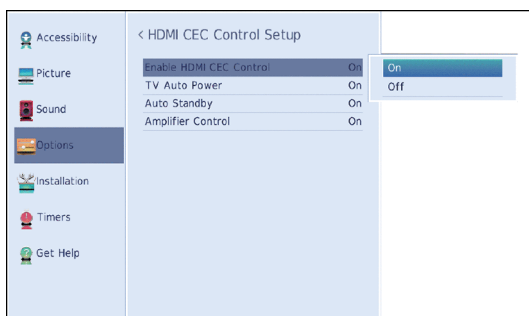 Accessibility
Picture
Sound
Options
Installation
Timers
Get Help
< HDMI CEC Control Setup
Enable HDMI CEC Control On
TV Auto Power On
Auto Standby On
Amplifier Control On
On
Off